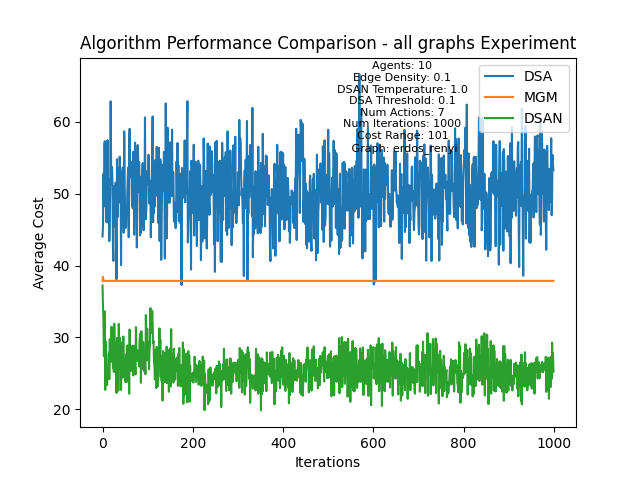 Algorithm Performance Comparison - all graphs Experiment
Agents: 10
Edge Density: 0.1
DSAN Temperature: 1.0
DSA Threshold: 0.1
Num Actions: 7
Num Iterations: 1000
Cost Range: 101
Graph: erdos_renyi
DSA
MGM
DSAN
Average Cost
60
50
40
30
20
0
200
400
600
800
1000
Iterations